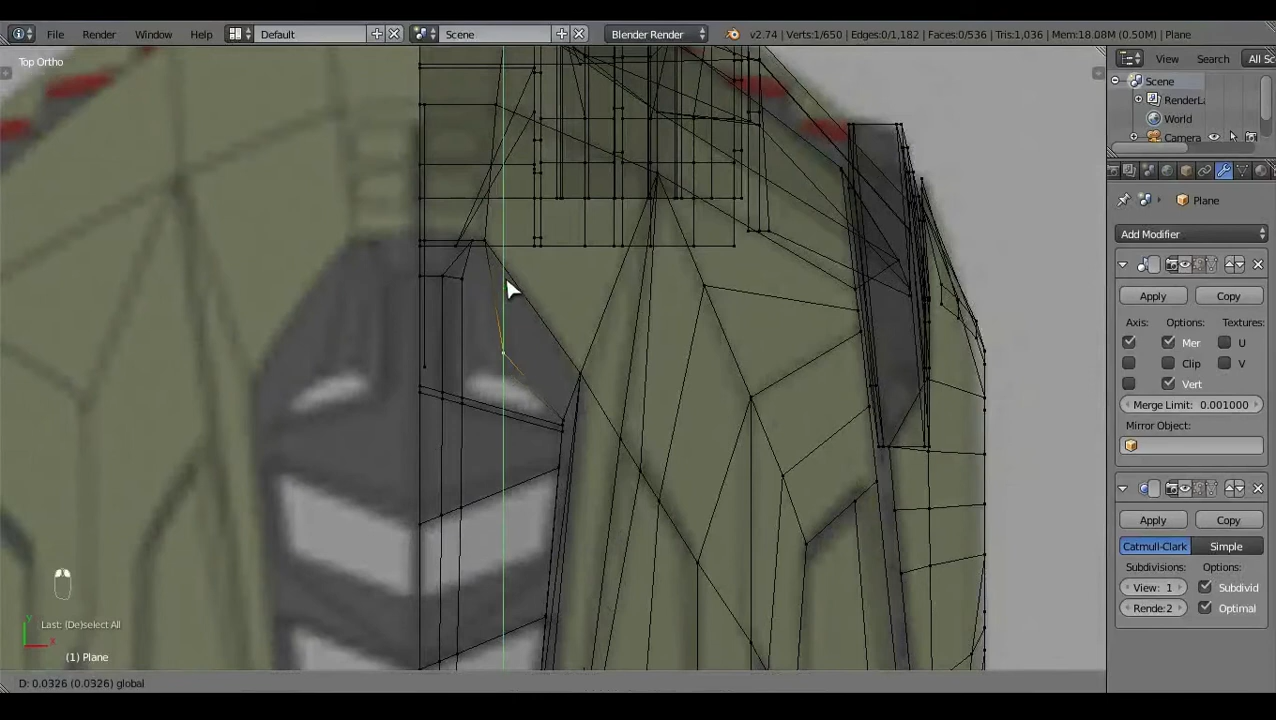 File Render Window Help Default Scene Blender Render v2.74 | Verts:1/650 | Edges:0/1,182 | Faces:0/536 | Tris:1,036 | Mem:18.08M (0.50M) | Plane
Top Ortho
View Search All Sc
Scene
RenderLa
World
Camera
Plane
Add Modifier
Apply Copy
Axis: Options: Textures:
Mer U
Clip V
Vert
Merge Limit: 0.001000
Mirror Object:
Apply Copy
Catmull-Clark Simple
Subdivisions: Options:
View: 1 Subdivid
Rende:2 Optimal
Last: (De)select All
Y
X
(1) Plane
D: 0.0326 (0.0326) global